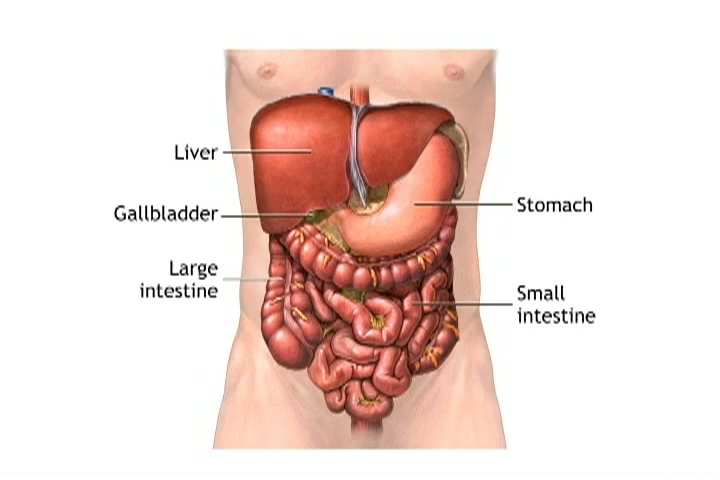 Liver
Gallbladder
Large
intestine
Stomach
Small
intestine